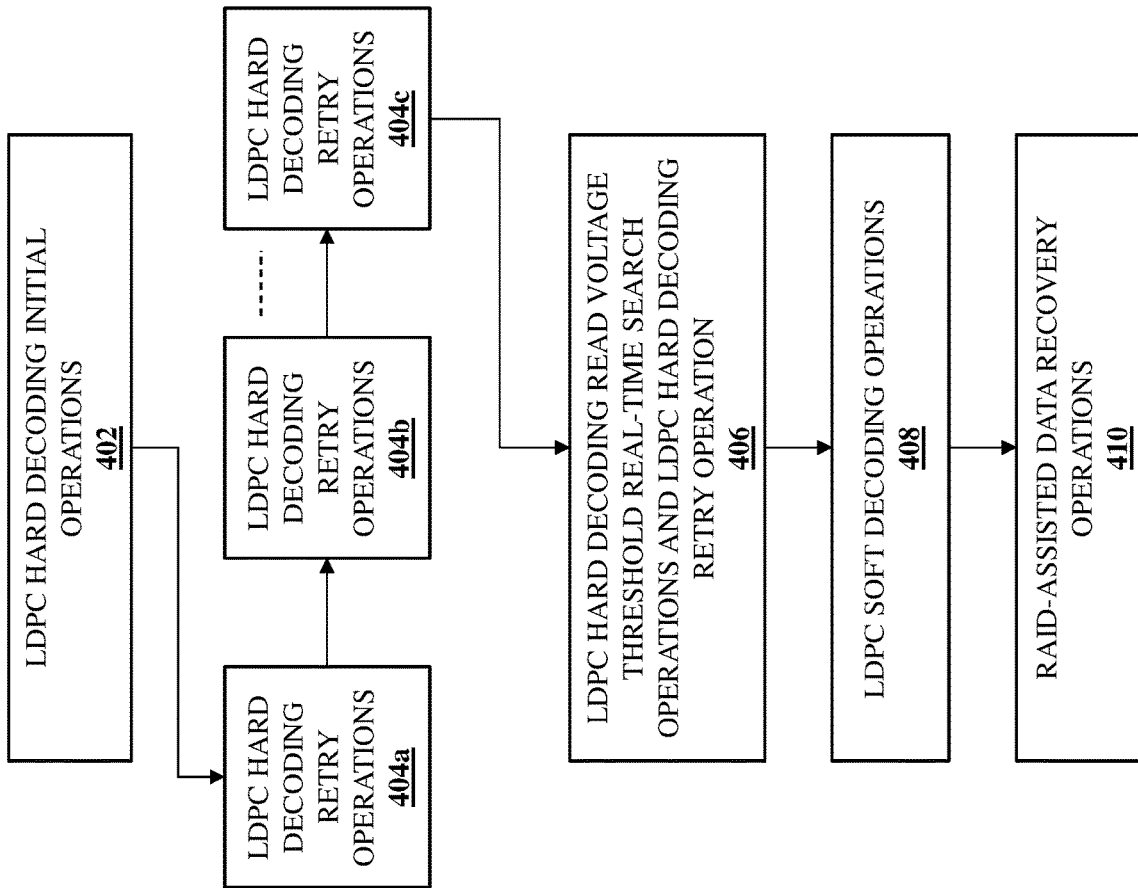 LDPC HARD DECODING INITIAL
OPERATIONS
402
LDPC HARD
DECODING
RETRY
OPERATIONS
404a
LDPC HARD
DECODING
RETRY
OPERATIONS
404b
LDPC HARD
DECODING
RETRY
OPERATIONS
404c
LDPC HARD DECODING READ VOLTAGE
THRESHOLD REAL-TIME SEARCH
OPERATIONS AND LDPC HARD DECODING
RETRY OPERATION
406
LDPC SOFT DECODING OPERATIONS
408
RAID-ASSISTED DATA RECOVERY
OPERATIONS
410